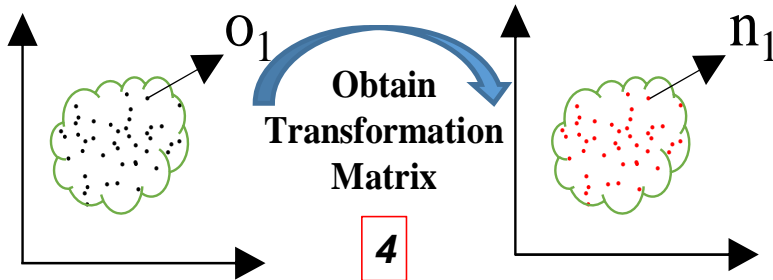 o₁
Obtain
Transformation
Matrix
4
n₁